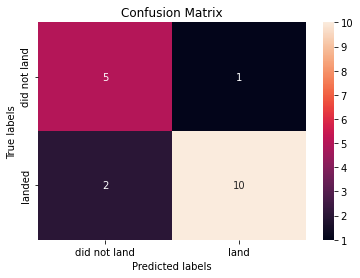 Confusion Matrix
True labels
did not land
landed
5
1
2
10
did not land
land
Predicted labels
10
9
8
7
6
5
4
3
2
1